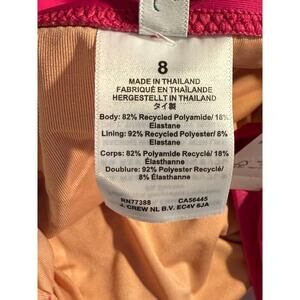 8
MADE IN THAILAND
FABRIQUÉ EN THAÏLANDE
HERGESTELLT IN THAILAND
タイ製
Body: 82% Recycled Polyamide/ 18%
Elastane
Lining: 92% Recycled Polyester/ 8%
Elastane
Corps: 82% Polyamide Recyclé/ 18%
Élasthanne
Doublure: 92% Polyester Recyclé/
8% Élasthanne
RN77388 CA56445
J. CREW NL B.V. EC4V 6JA